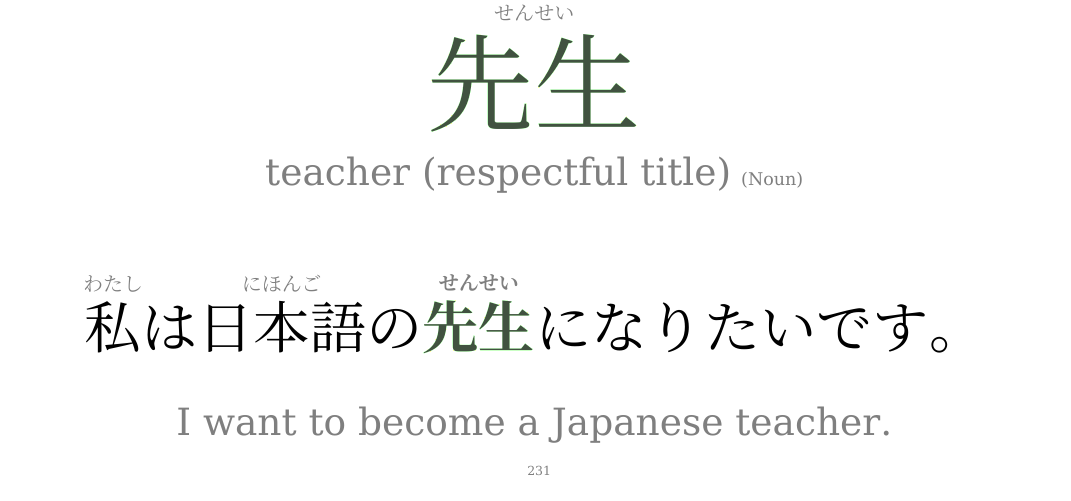 せんせい
先生
teacher (respectful title) (Noun)
わたし にほんご せんせい
私は日本語の先生になりたいです。
I want to become a Japanese teacher.
231